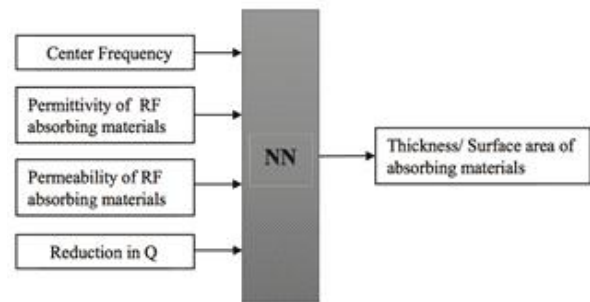 Center Frequency
Permittivity of RF
absorbing materials
Permeability of RF
absorbing materials
Reduction in Q
NN
Thickness/ Surface area of
absorbing materials